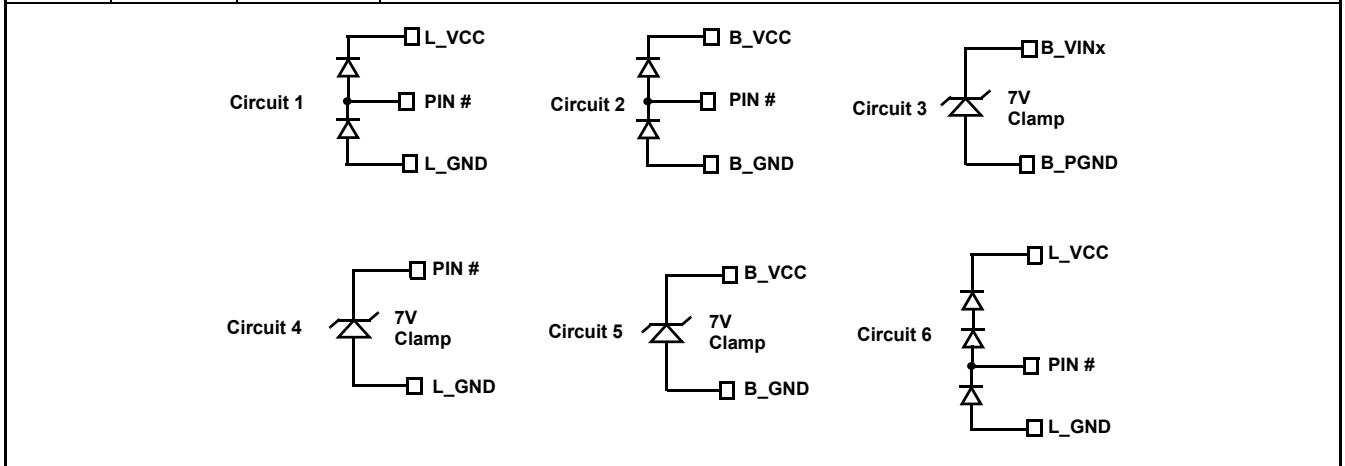 L_VCC
Circuit 1
PIN #
L_GND
B_VCC
Circuit 2
PIN #
B_GND
B_VINx
Circuit 3
7V
Clamp
B_PGND
PIN #
Circuit 4
7V
Clamp
L_GND
B_VCC
Circuit 5
7V
Clamp
B_GND
L_VCC
Circuit 6
PIN #
L_GND